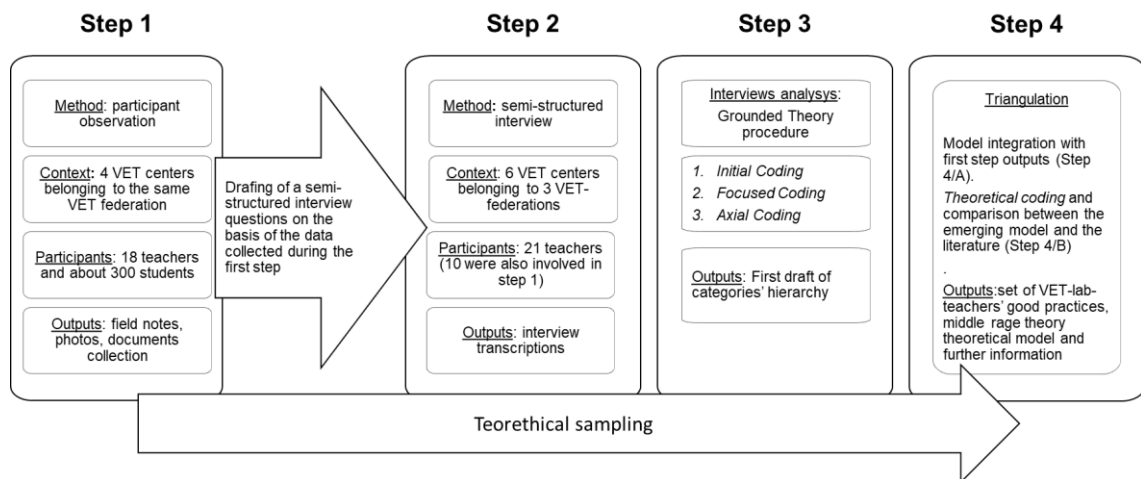 Step 1
Step 2
Step 3
Step 4
Method: participant
observation
Context: 4 VET centers
belonging to the same
VET federation
Participants: 18 teachers
and about 300 students
Outputs: field notes,
photos, documents
collection
Drafing of a semi-
structured interview
questions on the
basis of the data
collected during the
first step
Method: semi-structured
interview
Context: 6 VET centers
belonging to 3 VET-
federations
Participants: 21 teachers
(10 were also involved in
step 1)
Outputs: interview
transcriptions
Interviews analysys:
Grounded Theory
procedure
1. Initial Coding
2. Focused Coding
3. Axial Coding
Outputs: First draft of
categories' hierarchy
Triangulation
Model integration with
first step outputs (Step
4/A).
Theoretical coding and
comparison between the
emerging model and the
literature (Step 4/B)
.
Outputs:set of VET-lab-
teachers' good practices,
middle rage theory
theoretical model and
further information
Teorethical sampling